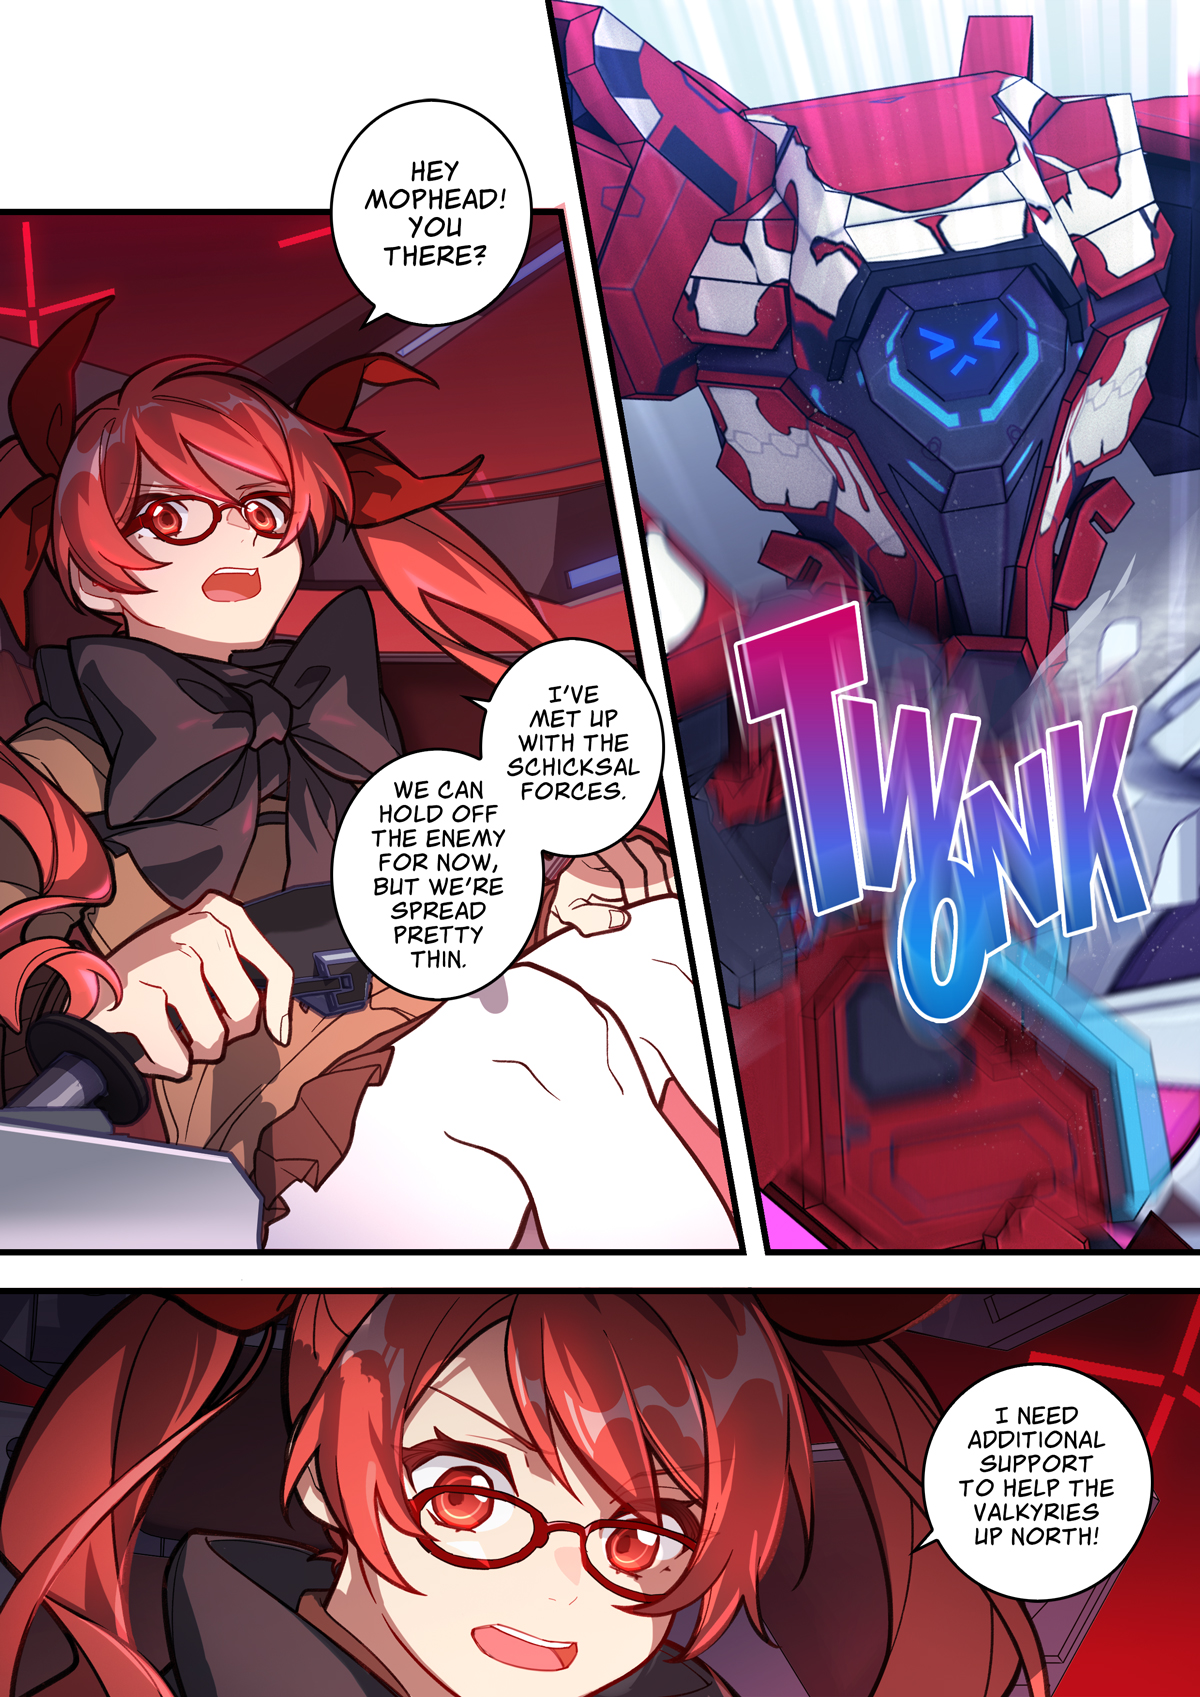 HEY
MOPHEAD!
YOU
THERE?
I'VE
MET UP
WITH THE
SCHICKSAL
FORCES.
WE CAN
HOLD OFF
THE ENEMY
FOR NOW,
BUT WE'RE
SPREAD
PRETTY
THIN.
TWONK
I NEED
ADDITIONAL
SUPPORT
TO HELP THE
VALKYRIES
UP NORTH!